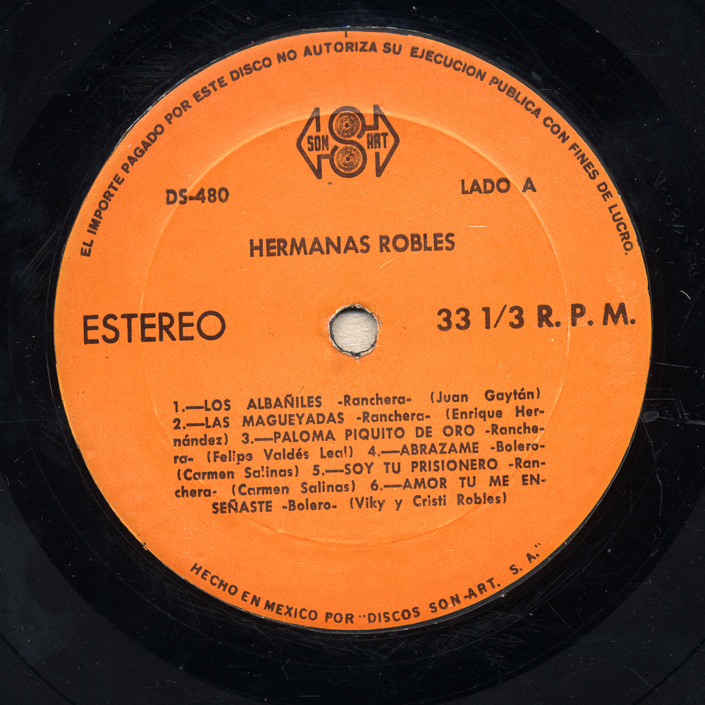 EL IMPORTE PAGADO POR ESTE DISCO NO AUTORIZA SU EJECUCION PUBLICA CON FINES DE LUCRO.
SON ART
DS-480 LADO A
HERMANAS ROBLES
ESTEREO 33 1/3 R. P. M.
1.—LOS ALBAÑILES -Ranchera- (Juan Gaytán)
2.—LAS MAGUEYADAS -Ranchera- (Enrique Her-
nández) 3.—PALOMA PIQUITO DE ORO -Ranche-
ra- (Felipe Valdés Leal) 4.—ABRAZAME -Bolero-
(Carmen Salinas) 5.—SOY TU PRISIONERO -Ran-
chera- (Carmen Salinas) 6.—AMOR TU ME EN-
SEÑASTE -Bolero- (Viky y Cristi Robles)
HECHO EN MEXICO POR "DISCOS SON-ART, S. A."